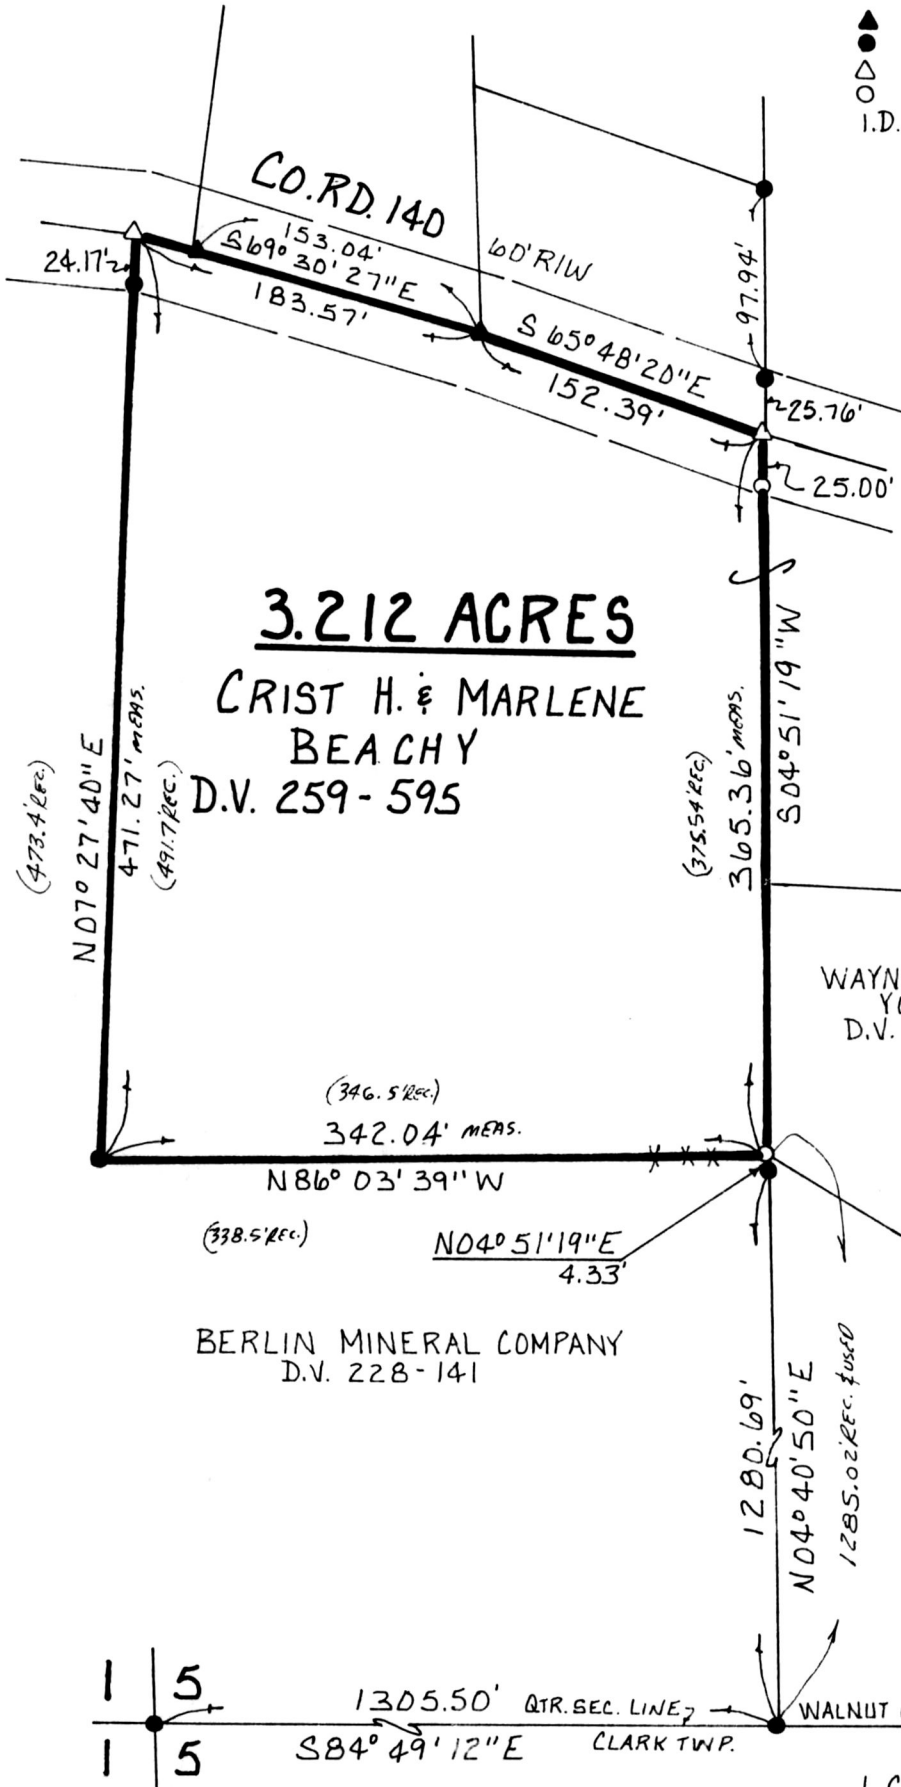 I.D.
CO.RD. 140
60' R/W
153.04'
S69° 30' 27"E
183.57'
24.17'
S 65° 48' 20"E
152.39'
97.94'
25.76'
25.00'
3.212 ACRES
CRIST H. & MARLENE
BEACHY
D.V. 259-595
(473.4' REC.)
N07° 27' 40"E
471.27' MEAS.
(491.7' REC.)
(375.54' REC.)
365.36' MEAS.
S04° 51' 19"W
WAYN
D.V.
(346.5' REC.)
342.04' MEAS.
N86° 03' 39"W
(338.5' REC.)
N04° 51' 19"E
4.33'
BERLIN MINERAL COMPANY
D.V. 228-141
1280.69'
N04° 40' 50"E
1285.02' REC. & USED
1 5
1305.50' QTR. SEC. LINE
WALNUT
S84° 49' 12"E
CLARK TWP.
1 5